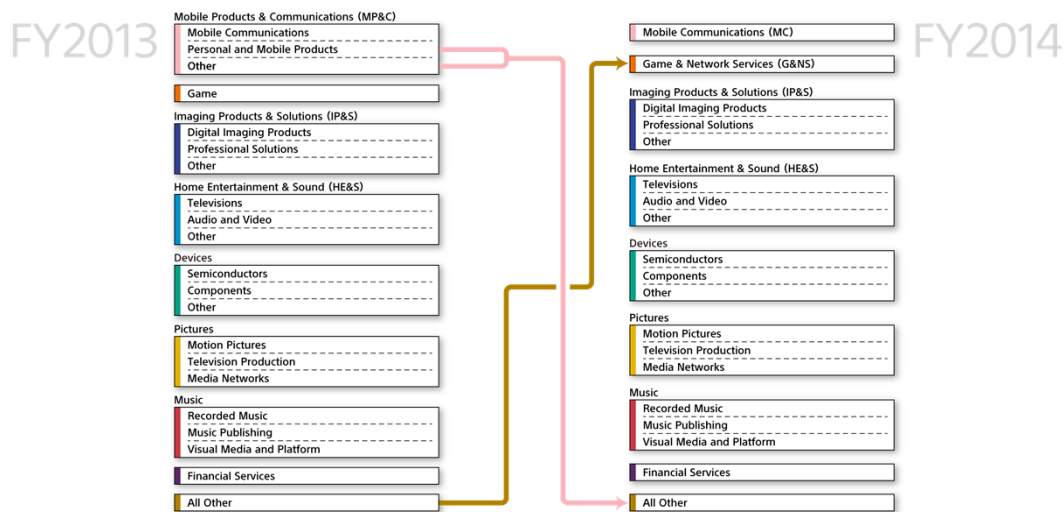 FY2013
Mobile Products & Communications (MP&C)
Mobile Communications
Personal and Mobile Products
Other
Game
Imaging Products & Solutions (IP&S)
Digital Imaging Products
Professional Solutions
Other
Home Entertainment & Sound (HE&S)
Televisions
Audio and Video
Other
Devices
Semiconductors
Components
Other
Pictures
Motion Pictures
Television Production
Media Networks
Music
Recorded Music
Music Publishing
Visual Media and Platform
Financial Services
All Other
FY2014
Mobile Communications (MC)
Game & Network Services (G&NS)
Imaging Products & Solutions (IP&S)
Digital Imaging Products
Professional Solutions
Other
Home Entertainment & Sound (HE&S)
Televisions
Audio and Video
Other
Devices
Semiconductors
Components
Other
Pictures
Motion Pictures
Television Production
Media Networks
Music
Recorded Music
Music Publishing
Visual Media and Platform
Financial Services
All Other